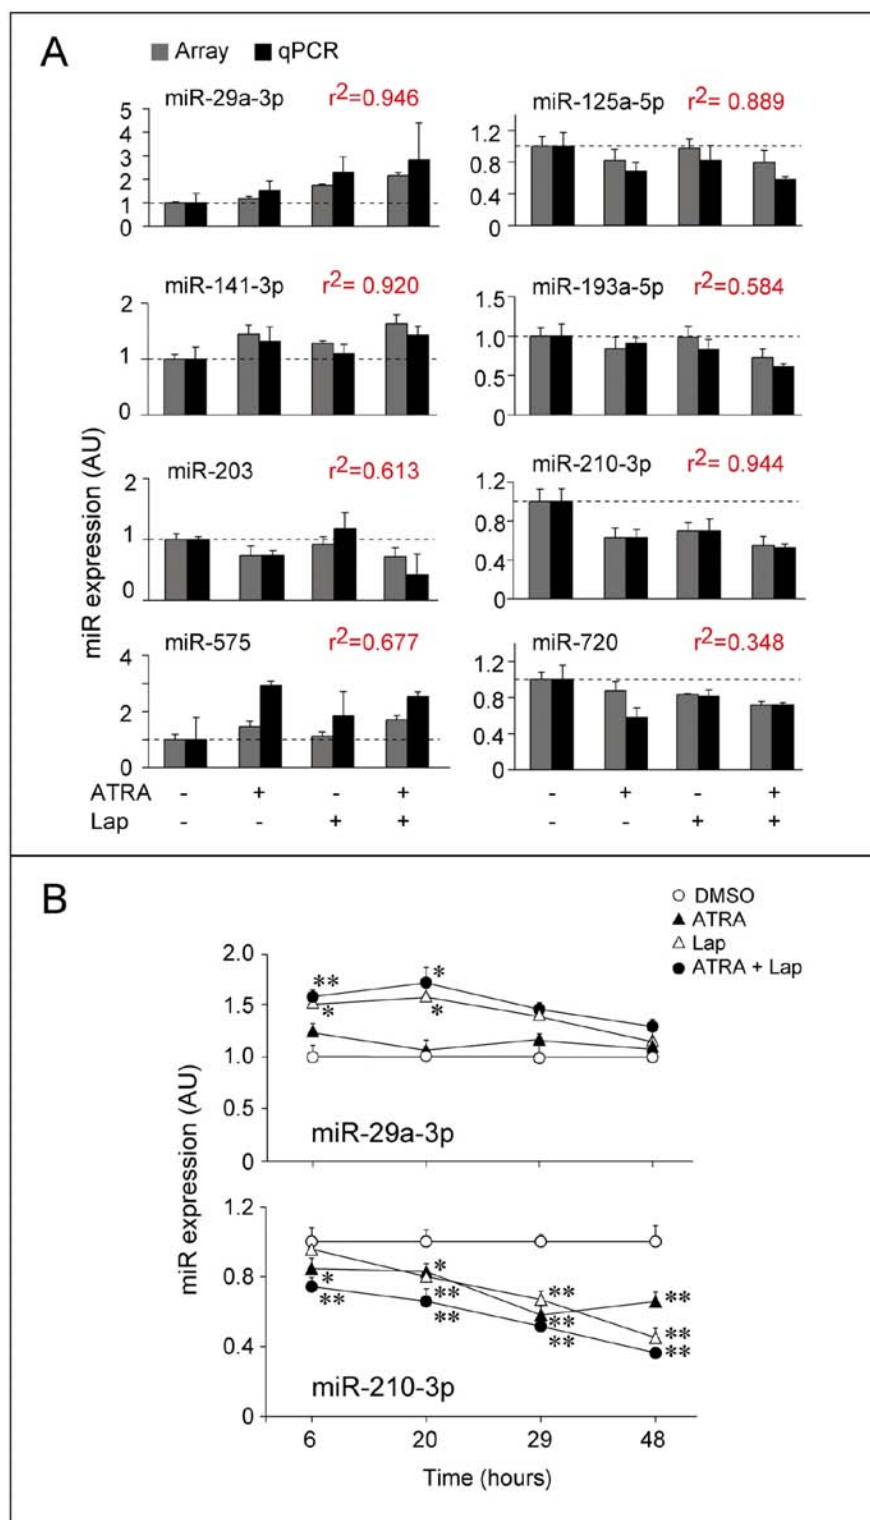 A
Array qPCR
miR-29a-3p r2=0.946
5
4
3
2
1
0
miR-125a-5p r2= 0.889
1.2
0.8
0.4
0
miR-141-3p r2= 0.920
2
1
0
miR-193a-5p r2=0.584
1.5
1.0
0.5
0
miR expression (AU)
miR-203 r2=0.613
2
1
0
miR-210-3p r2= 0.944
1.2
0.8
0.4
0
miR-575 r2=0.677
4
2
0
miR-720 r2=0.348
1.2
0.8
0.4
0
ATRA - + - + - + - +
Lap - - + + - - + +
B
DMSO
ATRA
Lap
ATRA + Lap
miR expression (AU)
2.0
1.5
1.0
0.5
0
** *
* *
miR-29a-3p
1.2
0.8
0.4
0
* * ** **
** ** ** **
** ** **
miR-210-3p
6 20 29 48
Time (hours)